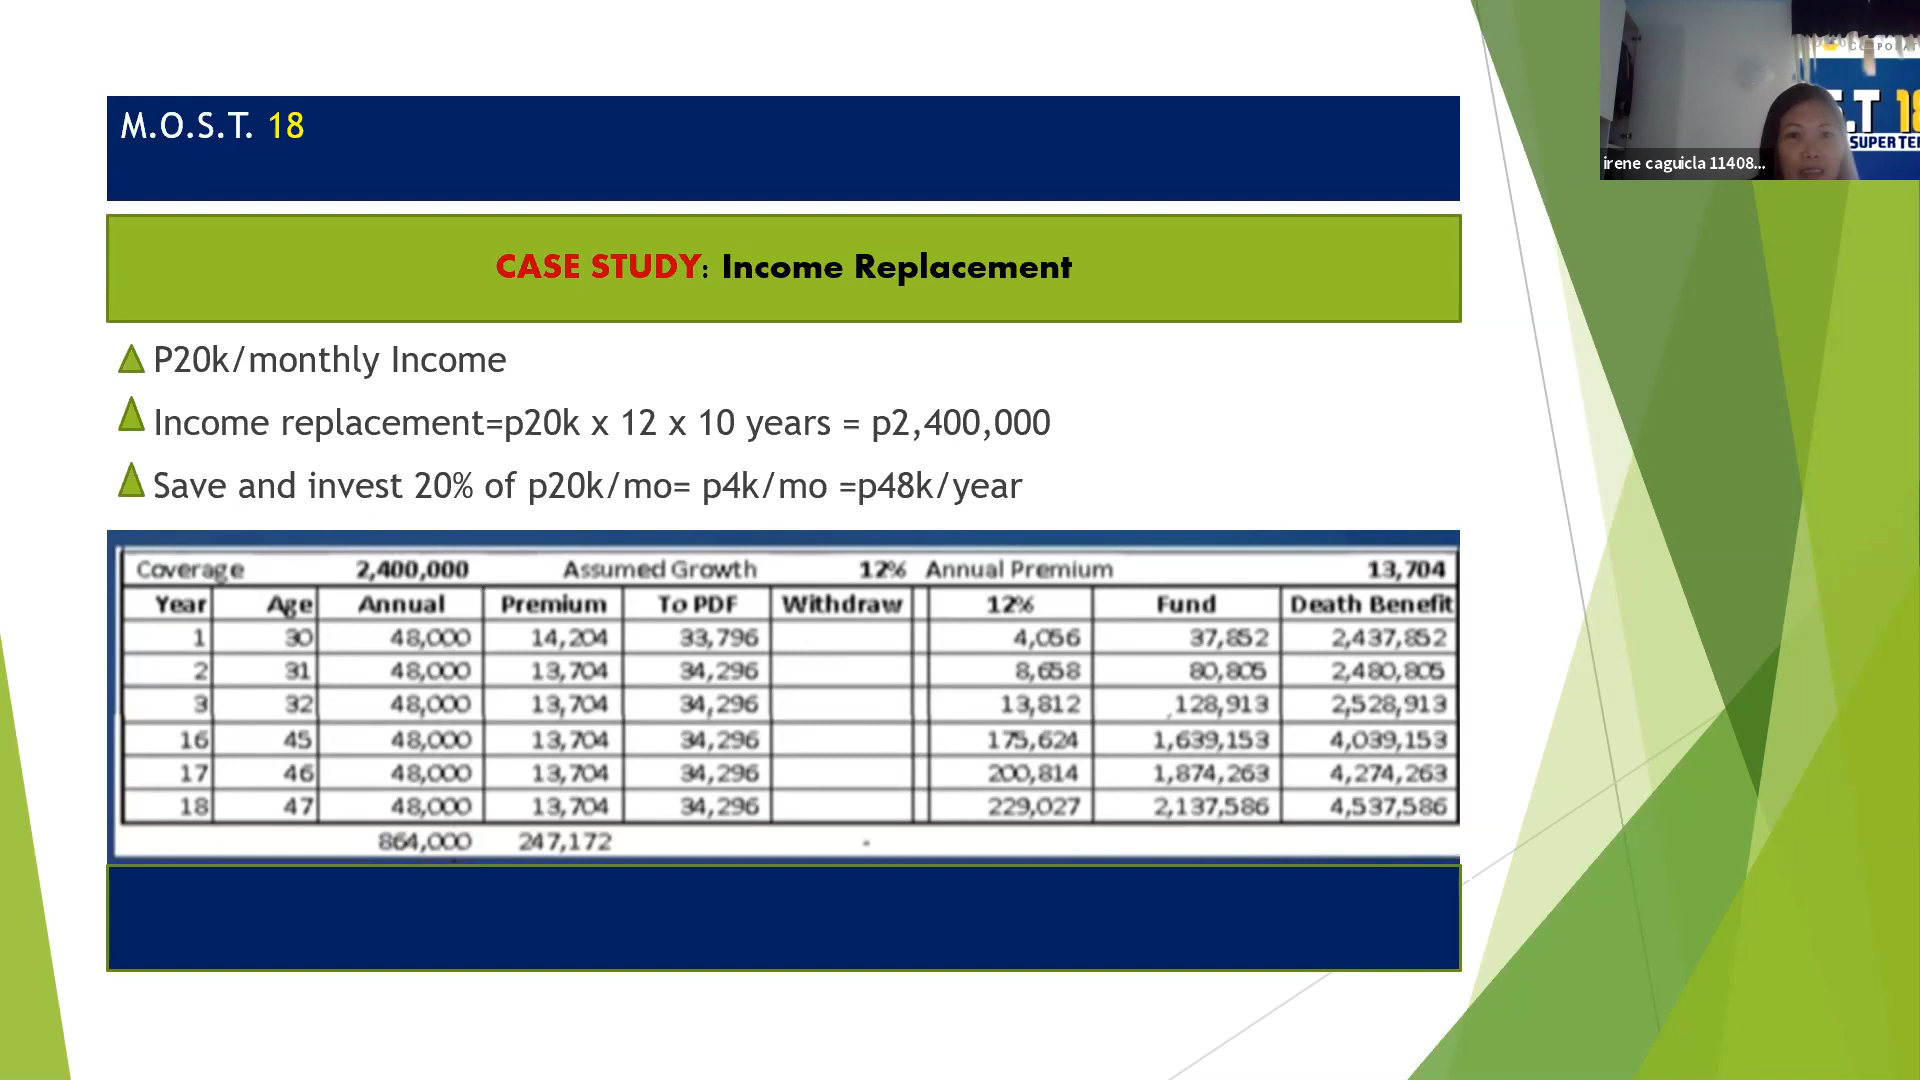 M.O.S.T. 18
CASE STUDY: Income Replacement
P20k/monthly Income
Income replacement=p20k x 12 x 10 years = p2,400,000
Save and invest 20% of p20k/mo= p4k/mo =p48k/year
Coverage 2,400,000 Assumed Growth 12% Annual Premium 13,704
Year Age Annual Premium To PDF Withdraw 12% Fund Death Benefit
1 30 48,000 14,204 33,796 4,056 37,852 2,437,852
2 31 48,000 13,704 34,296 8,658 80,805 2,480,805
3 32 48,000 13,704 34,296 13,812 128,913 2,528,913
16 45 48,000 13,704 34,296 175,624 1,639,153 4,039,153
17 46 48,000 13,704 34,296 200,814 1,874,263 4,274,263
18 47 48,000 13,704 34,296 229,027 2,137,586 4,537,586
864,000 247,172 -
.T 18
SUPER TE
irene caguicla 11408...